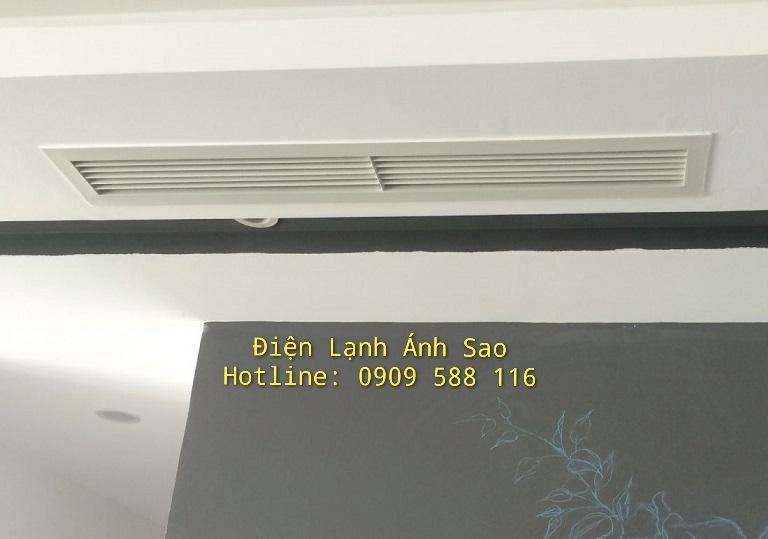 Điện Lạnh Ánh Sao
Hotline: 0909 588 116